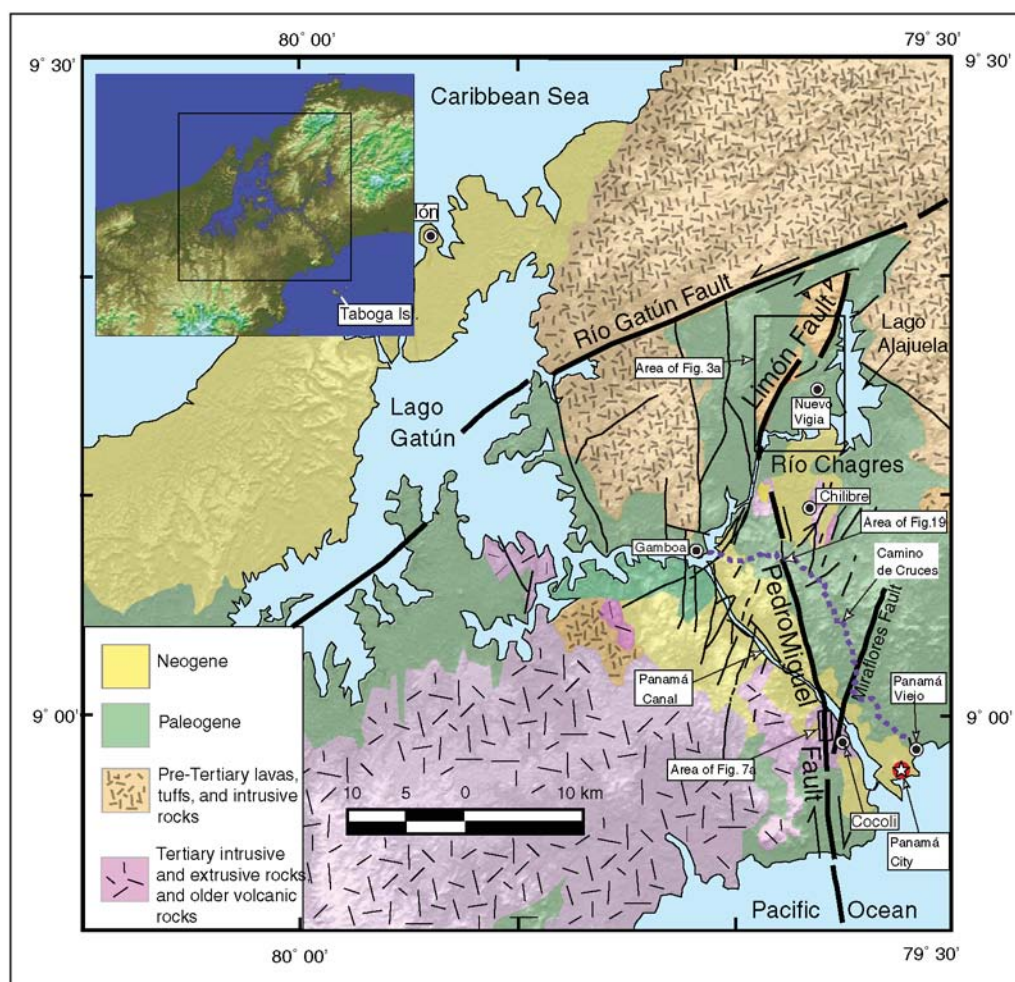 80° 00'
79° 30'
9° 30'
9° 30'
Caribbean Sea
lón
Taboga Is.
Río Gatún Fault
Limón Fault
Lago
Alajuela
Area of Fig. 3a
Nuevo
Vigia
Lago
Gatún
Río Chagres
Chilibre
Area of Fig.19
Gamboa
Camino
de Cruces
Pedro Miguel
Fault
Miraflores Fault
Panamá
Canal
Panamá
Viejo
9° 00'
9° 00'
Area of Fig. 7a
Cocoli
Panamá
City
Neogene
Paleogene
Pre-Tertiary lavas,
tuffs, and intrusive
rocks
Tertiary intrusive
and extrusive rocks,
and older volcanic
rocks
10 5 0 10 km
Pacific Ocean
80° 00'
79° 30'